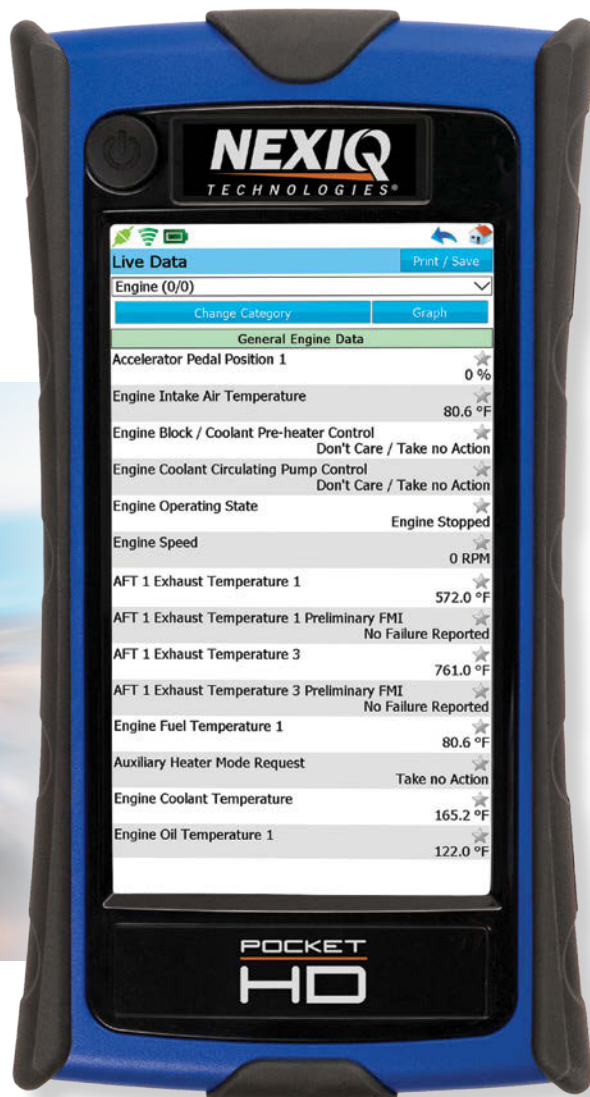 NEXIQ
TECHNOLOGIES®
Live Data
Print / Save
Engine (0/0)
Change Category
Graph
General Engine Data
Accelerator Pedal Position 1
0 %
Engine Intake Air Temperature
80.6 °F
Engine Block / Coolant Pre-heater Control
Don't Care / Take no Action
Engine Coolant Circulating Pump Control
Don't Care / Take no Action
Engine Operating State
Engine Stopped
Engine Speed
0 RPM
AFT 1 Exhaust Temperature 1
572.0 °F
AFT 1 Exhaust Temperature 1 Preliminary FMI
No Failure Reported
AFT 1 Exhaust Temperature 3
761.0 °F
AFT 1 Exhaust Temperature 3 Preliminary FMI
No Failure Reported
Engine Fuel Temperature 1
80.6 °F
Auxiliary Heater Mode Request
Take no Action
Engine Coolant Temperature
165.2 °F
Engine Oil Temperature 1
122.0 °F
POCKET
HD